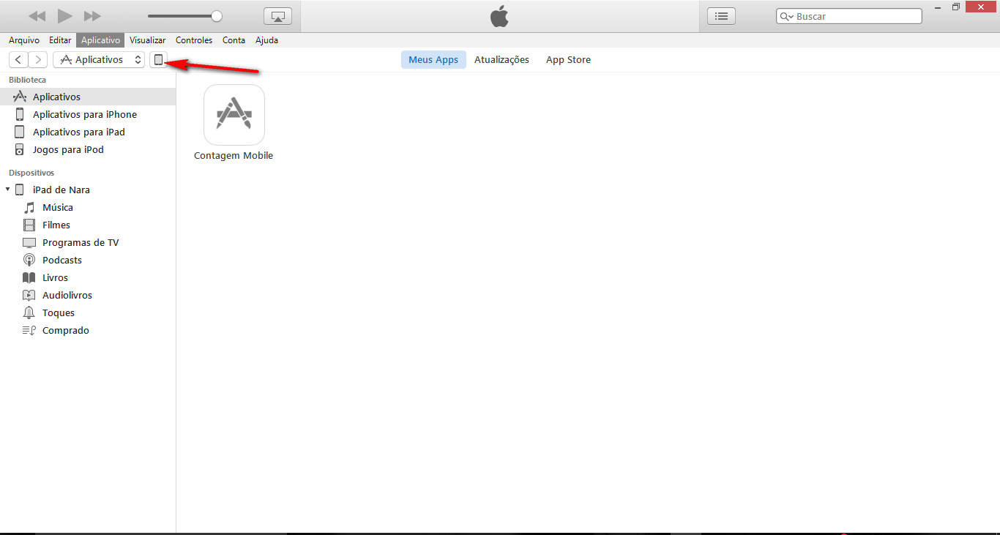 Buscar
Arquivo Editar Aplicativo Visualizar Controles Conta Ajuda
Aplicativos Meus Apps Atualizações App Store
Biblioteca
Aplicativos
Aplicativos para iPhone
Aplicativos para iPad
Jogos para iPod
Dispositivos
iPad de Nara
Música
Filmes
Programas de TV
Podcasts
Livros
Audiolivros
Toques
Comprado
Contagem Mobile